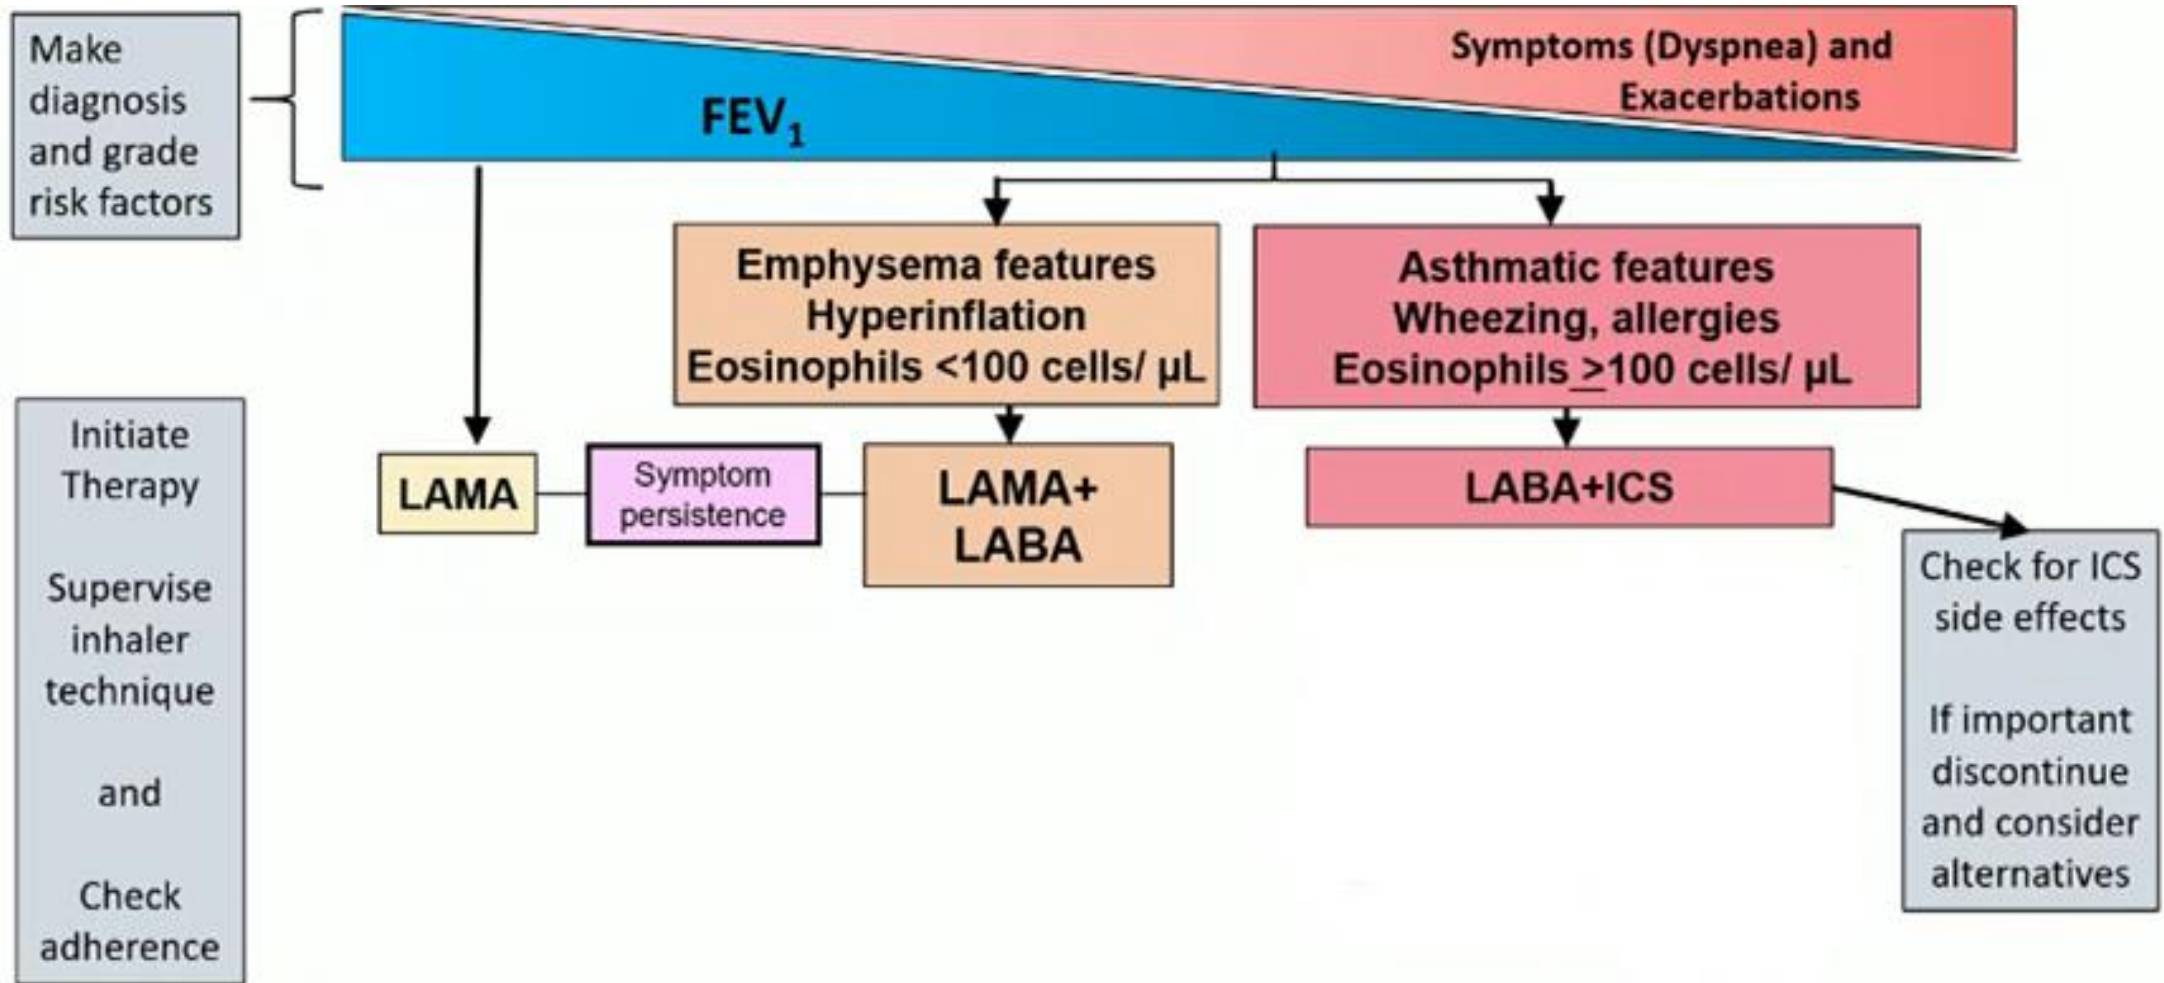 Make
diagnosis
and grade
risk factors
FEV₁
Symptoms (Dyspnea) and
Exacerbations
Emphysema features
Hyperinflation
Eosinophils <100 cells/ µL
Asthmatic features
Wheezing, allergies
Eosinophils ≥100 cells/ µL
Initiate
Therapy
Supervise
inhaler
technique
and
Check
adherence
LAMA
Symptom
persistence
LAMA+
LABA
LABA+ICS
Check for ICS
side effects
If important
discontinue
and consider
alternatives